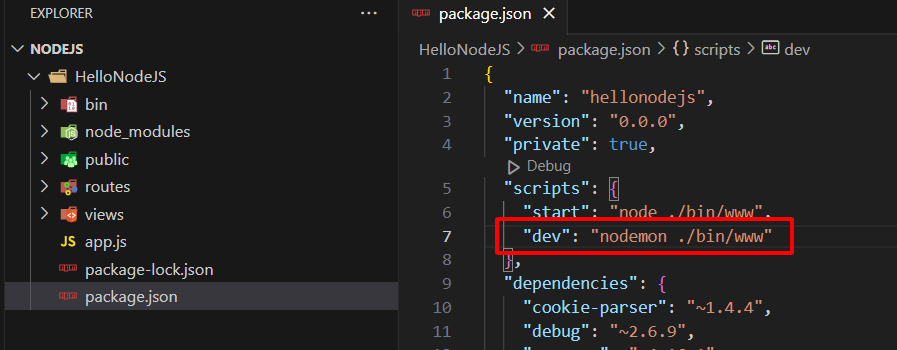 EXPLORER
NODEJS
HelloNodeJS
bin
node_modules
public
routes
views
app.js
package-lock.json
package.json
package.json
HelloNodeJS > package.json > {} scripts > dev
1 {
2 "name": "hellonodejs",
3 "version": "0.0.0",
4 "private": true,
Debug
5 "scripts": {
6 "start": "node ./bin/www",
7 "dev": "nodemon ./bin/www"
8 },
9 "dependencies": {
10 "cookie-parser": "~1.4.4",
11 "debug": "~2.6.9",